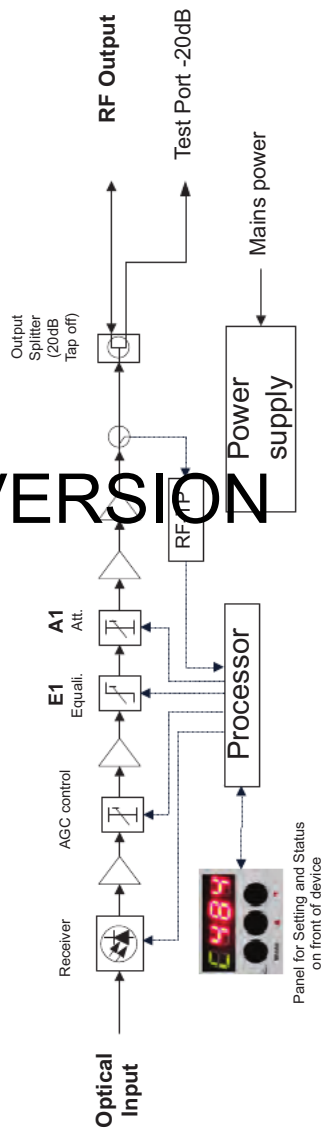 Optical
Input
Receiver
AGC control
E1
Equali.
A1
Att.
Output
Splitter
(20dB
Tap off)
RF Output
Test Port -20dB
VERSION
RF TP
Processor
Power
supply
Mains power
Panel for Setting and Status
on front of device